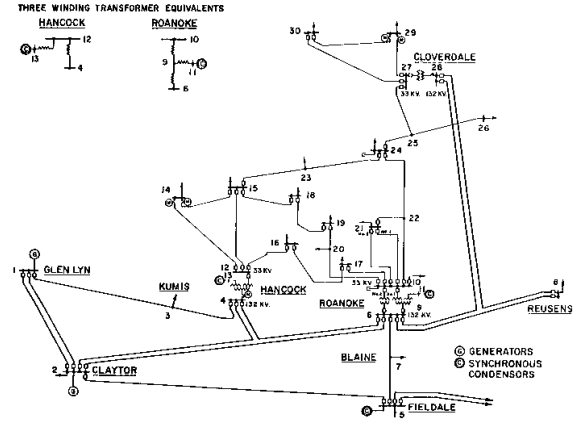 THREE WINDING TRANSFORMER EQUIVALENTS
HANCOCK
ROANOKE
12
C
13
4
10
9
C
11
6
30
29
CLOVERDALE
27
28
33 KV.
132 KV.
26
25
24
23
14
15
18
22
19
21
16
20
17
12
33 KV.
13
C
HANCOCK
4
132 KV.
33 KV.
10
11
C
ROANOKE
9
6
132 KV.
8
REUSENS
G
1
GLEN LYN
KUMIS
3
BLAINE
7
2
CLAYTOR
G
C
5
FIELDALE
G GENERATORS
C SYNCHRONOUS
CONDENSORS